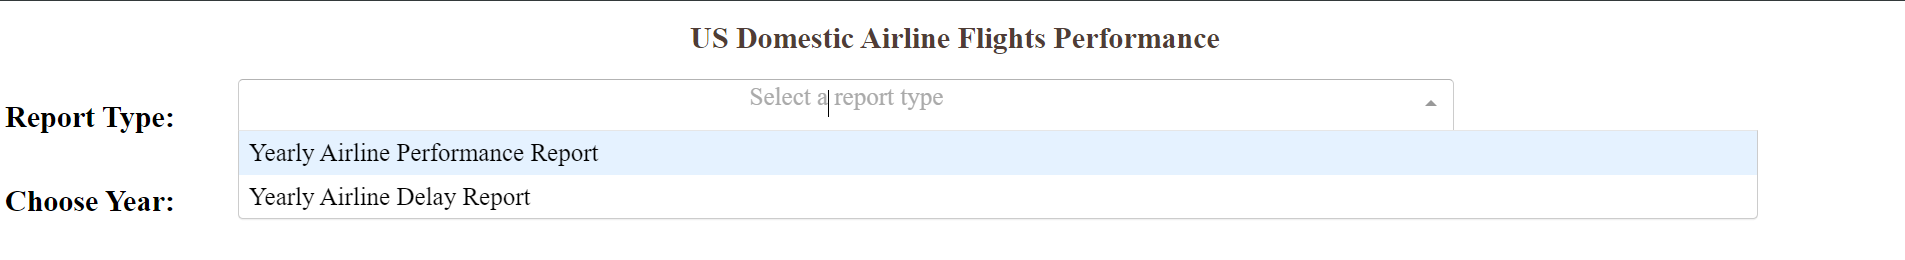 US Domestic Airline Flights Performance
Report Type:
Select a report type
Yearly Airline Performance Report
Yearly Airline Delay Report
Choose Year: